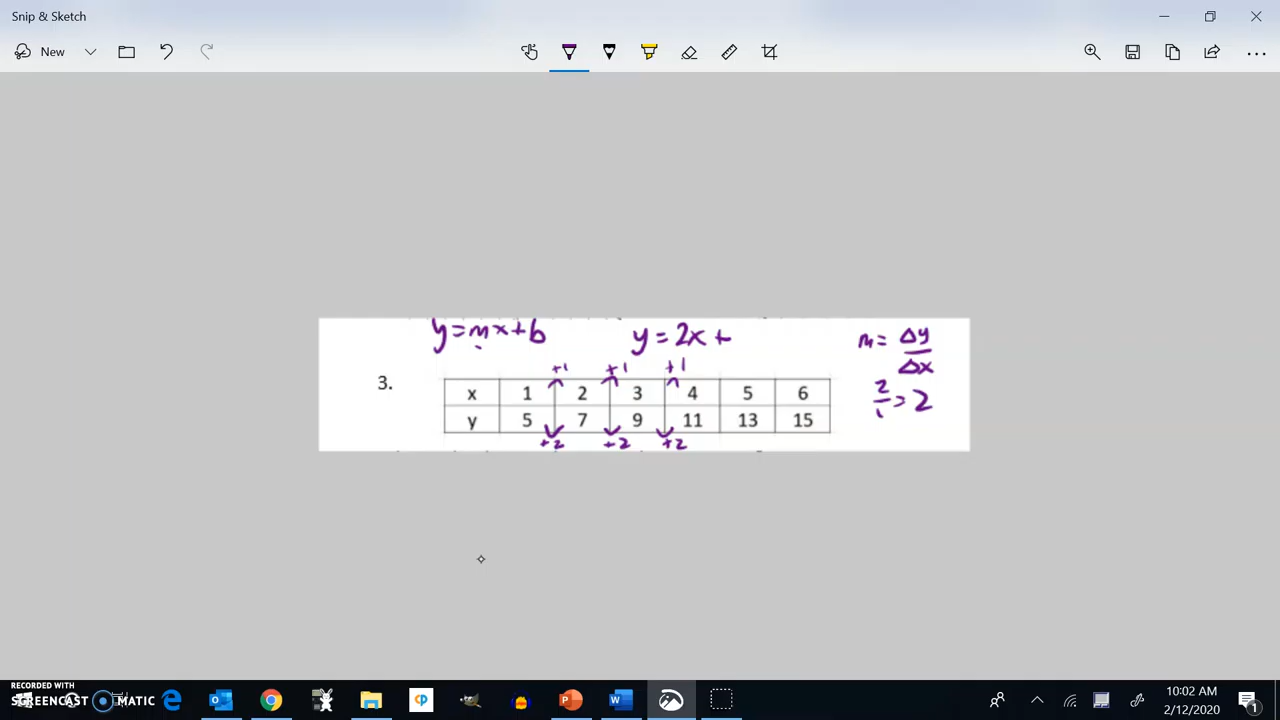 Snip & Sketch
New
y=mx+b y=2x+ m= Δy
Δx
+1 +1 +1
3.
x 1 2 3 4 5 6
y 5 7 9 11 13 15
2/1=2
+2 +2 +2
RECORDED WITH
SCREENCAST MATIC
10:02 AM
2/12/2020
1